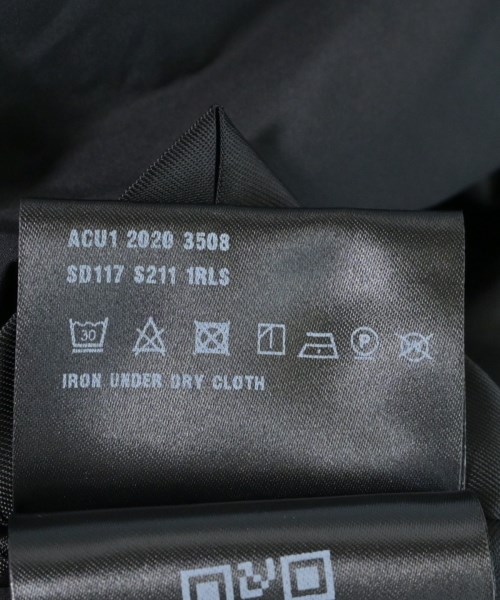 ACU1 2020 3508
SD117 S211 1RLS
30
P
W
IRON UNDER DRY CLOTH